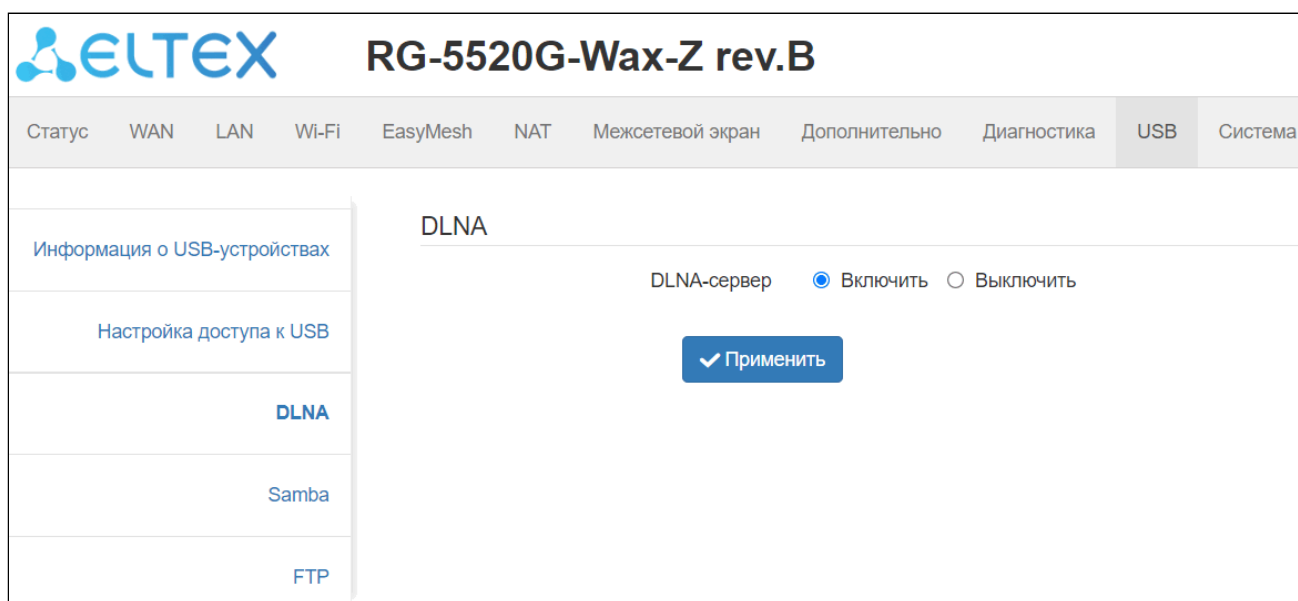 ELTEX RG-5520G-Wax-Z rev.B
Статус WAN LAN Wi-Fi EasyMesh NAT Межсетевой экран Дополнительно Диагностика USB Система
Информация о USB-устройствах
Настройка доступа к USB
DLNA
Samba
FTP
DLNA
DLNA-сервер Включить Выключить
Применить